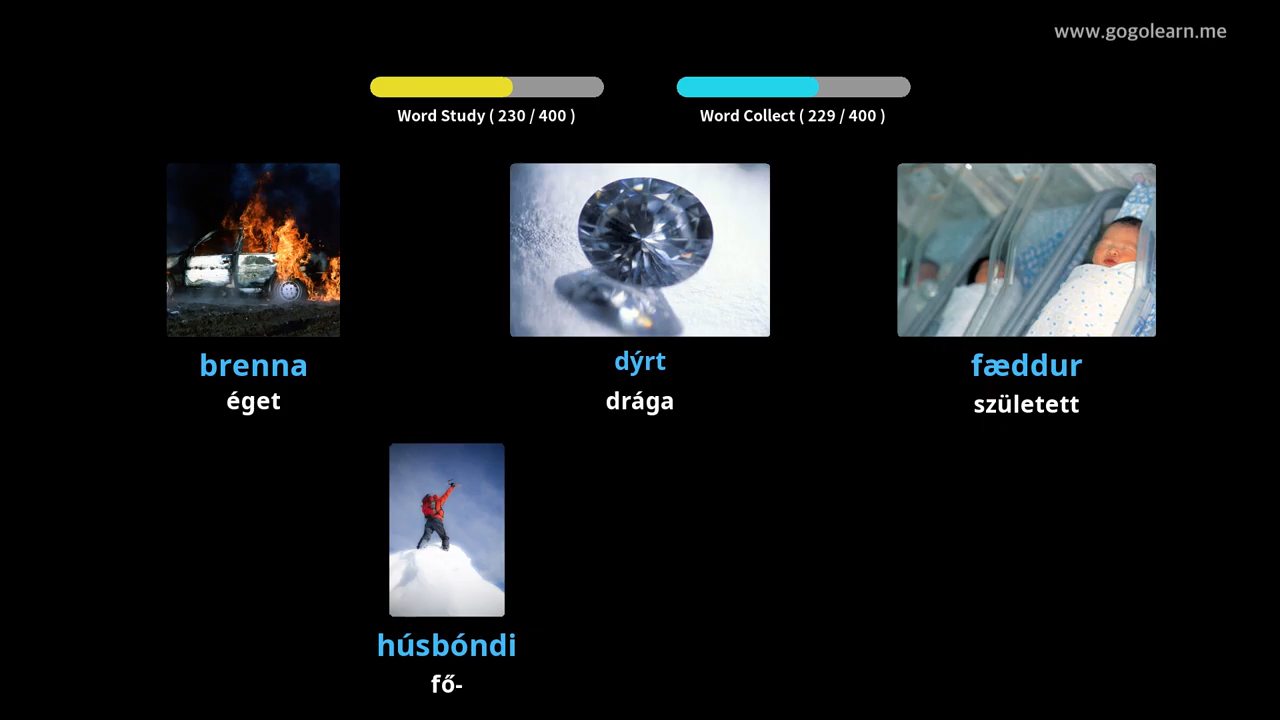 www.gogolearn.me
Word Study ( 230 / 400 )
Word Collect ( 229 / 400 )
brenna
éget
dýrt
drága
fæddur
született
húsbóndi
fő-